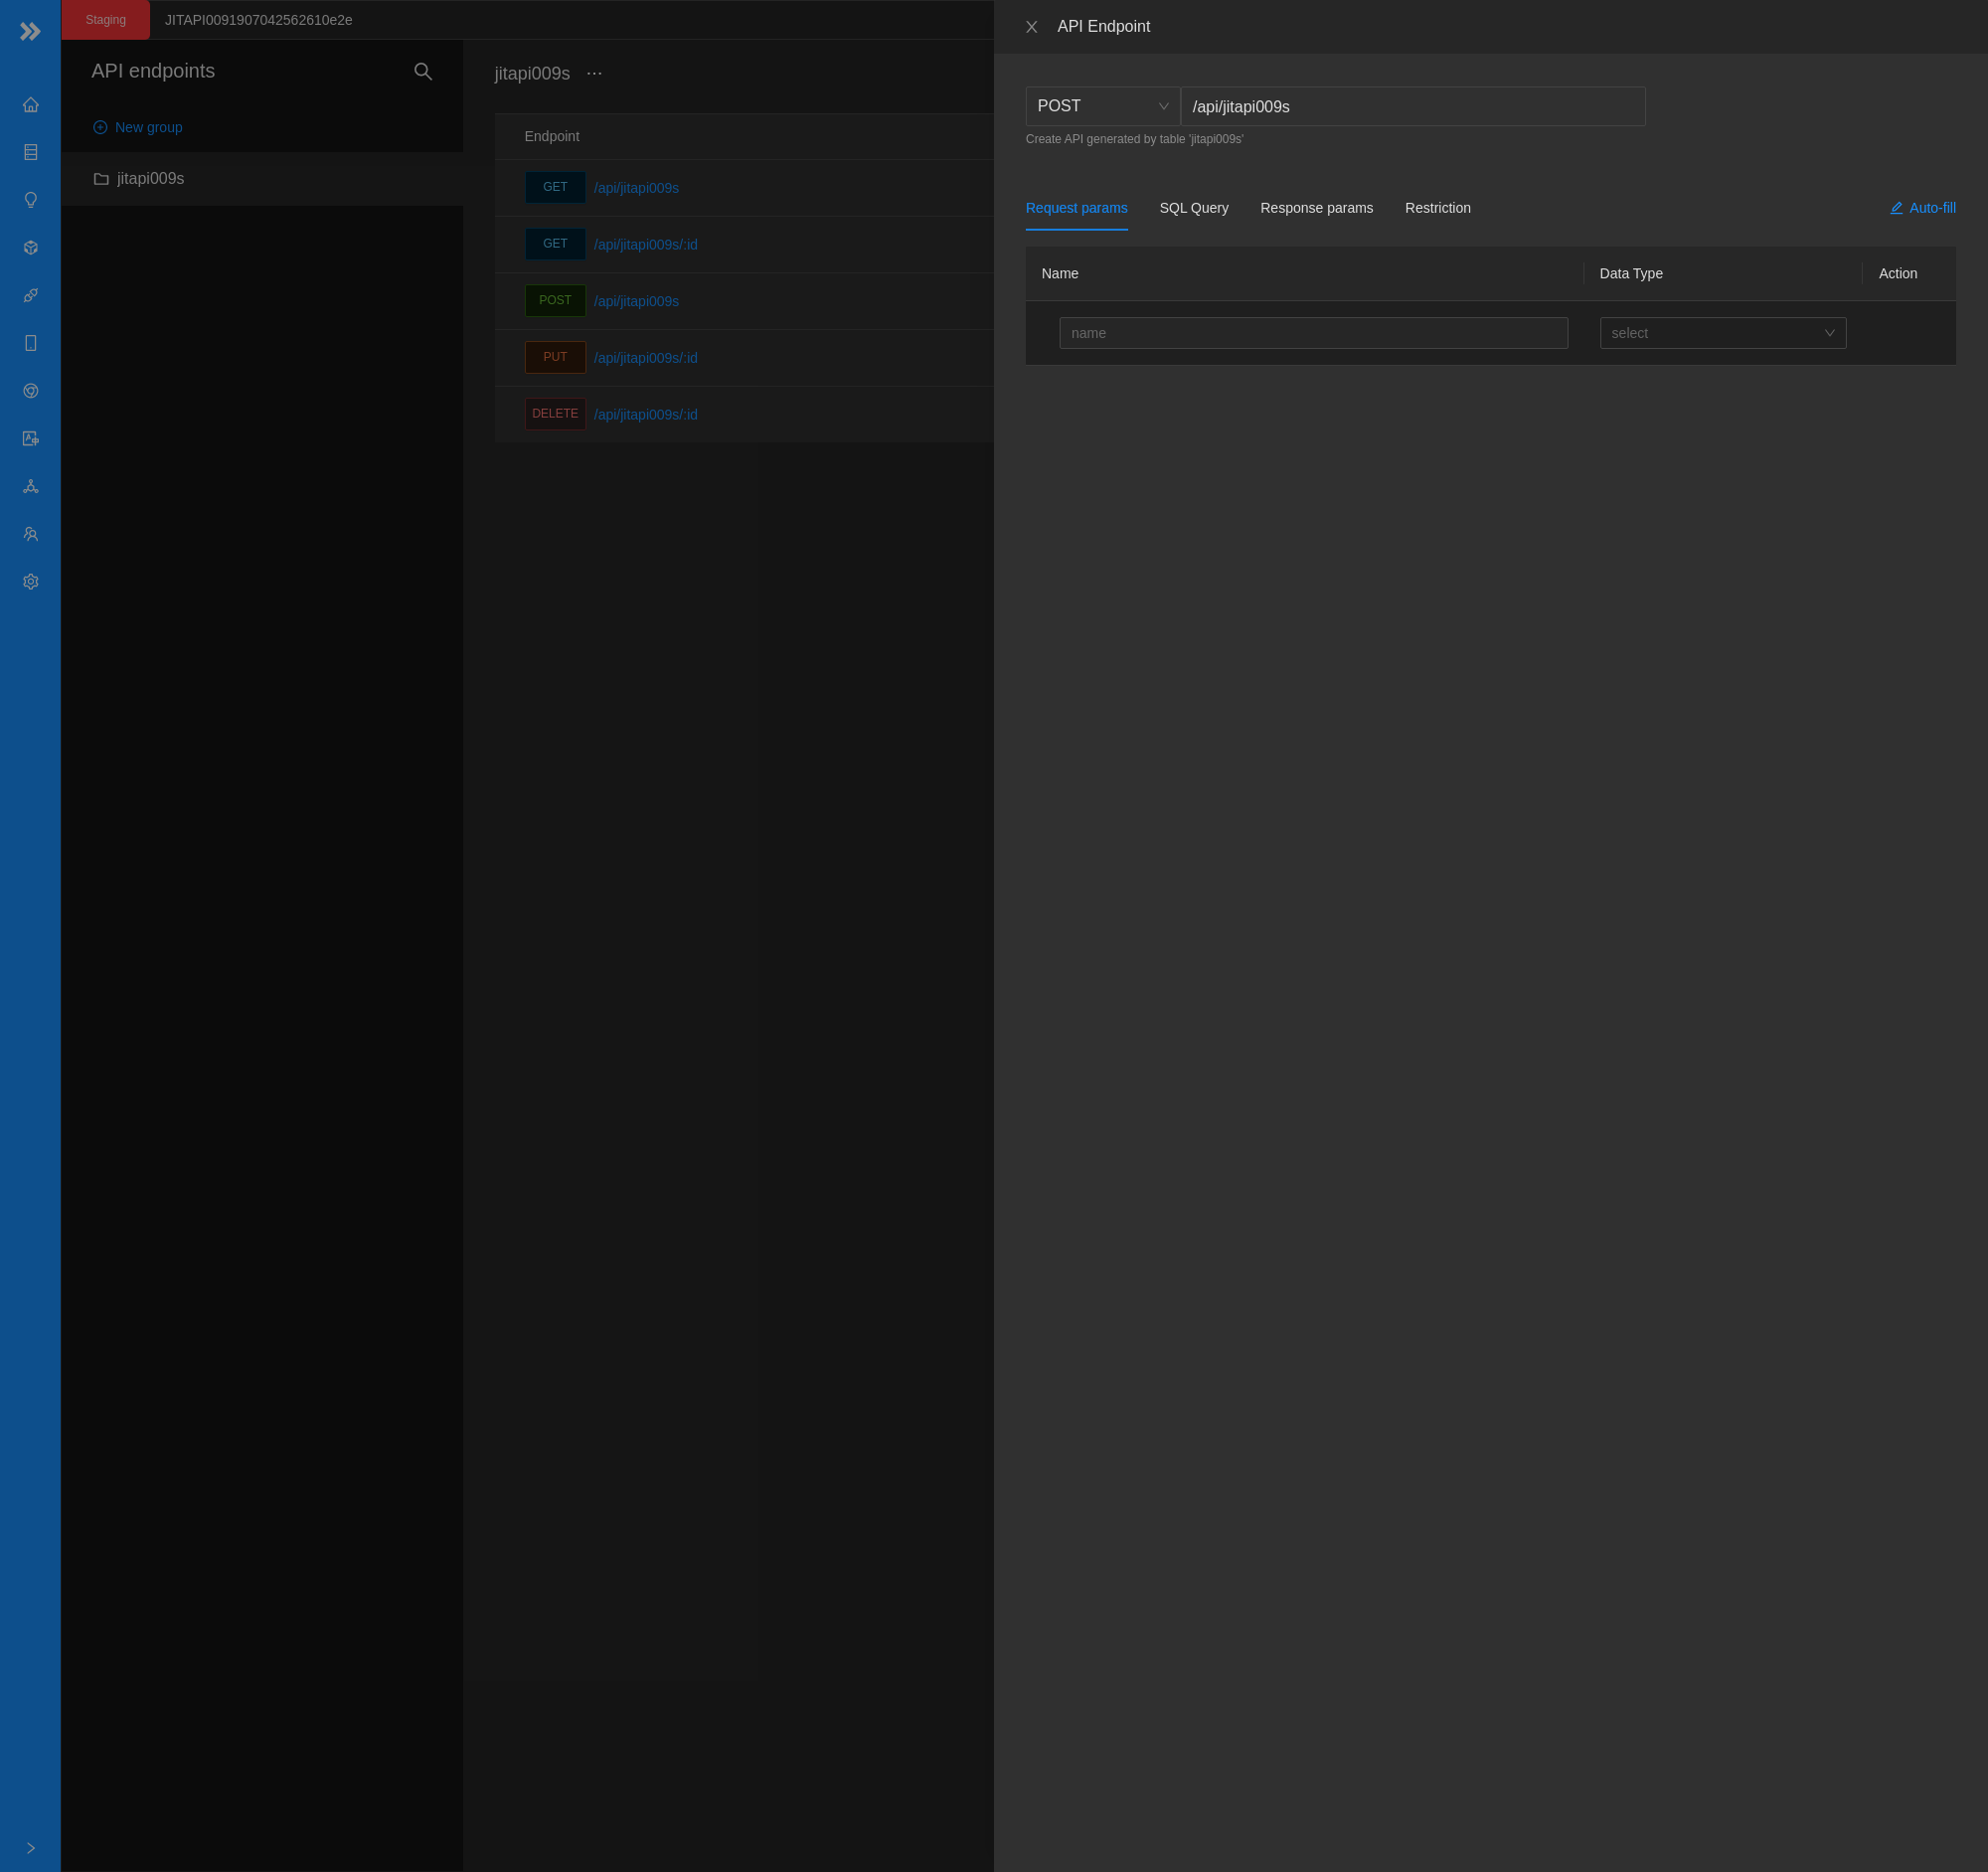 Staging
JITAPI0091907042562610e2e
API endpoints
New group
jitapi009s
jitapi009s
Endpoint
GET /api/jitapi009s
GET /api/jitapi009s/:id
POST /api/jitapi009s
PUT /api/jitapi009s/:id
DELETE /api/jitapi009s/:id
API Endpoint
POST /api/jitapi009s
Create API generated by table 'jitapi009s'
Request params SQL Query Response params Restriction Auto-fill
Name Data Type Action
name select